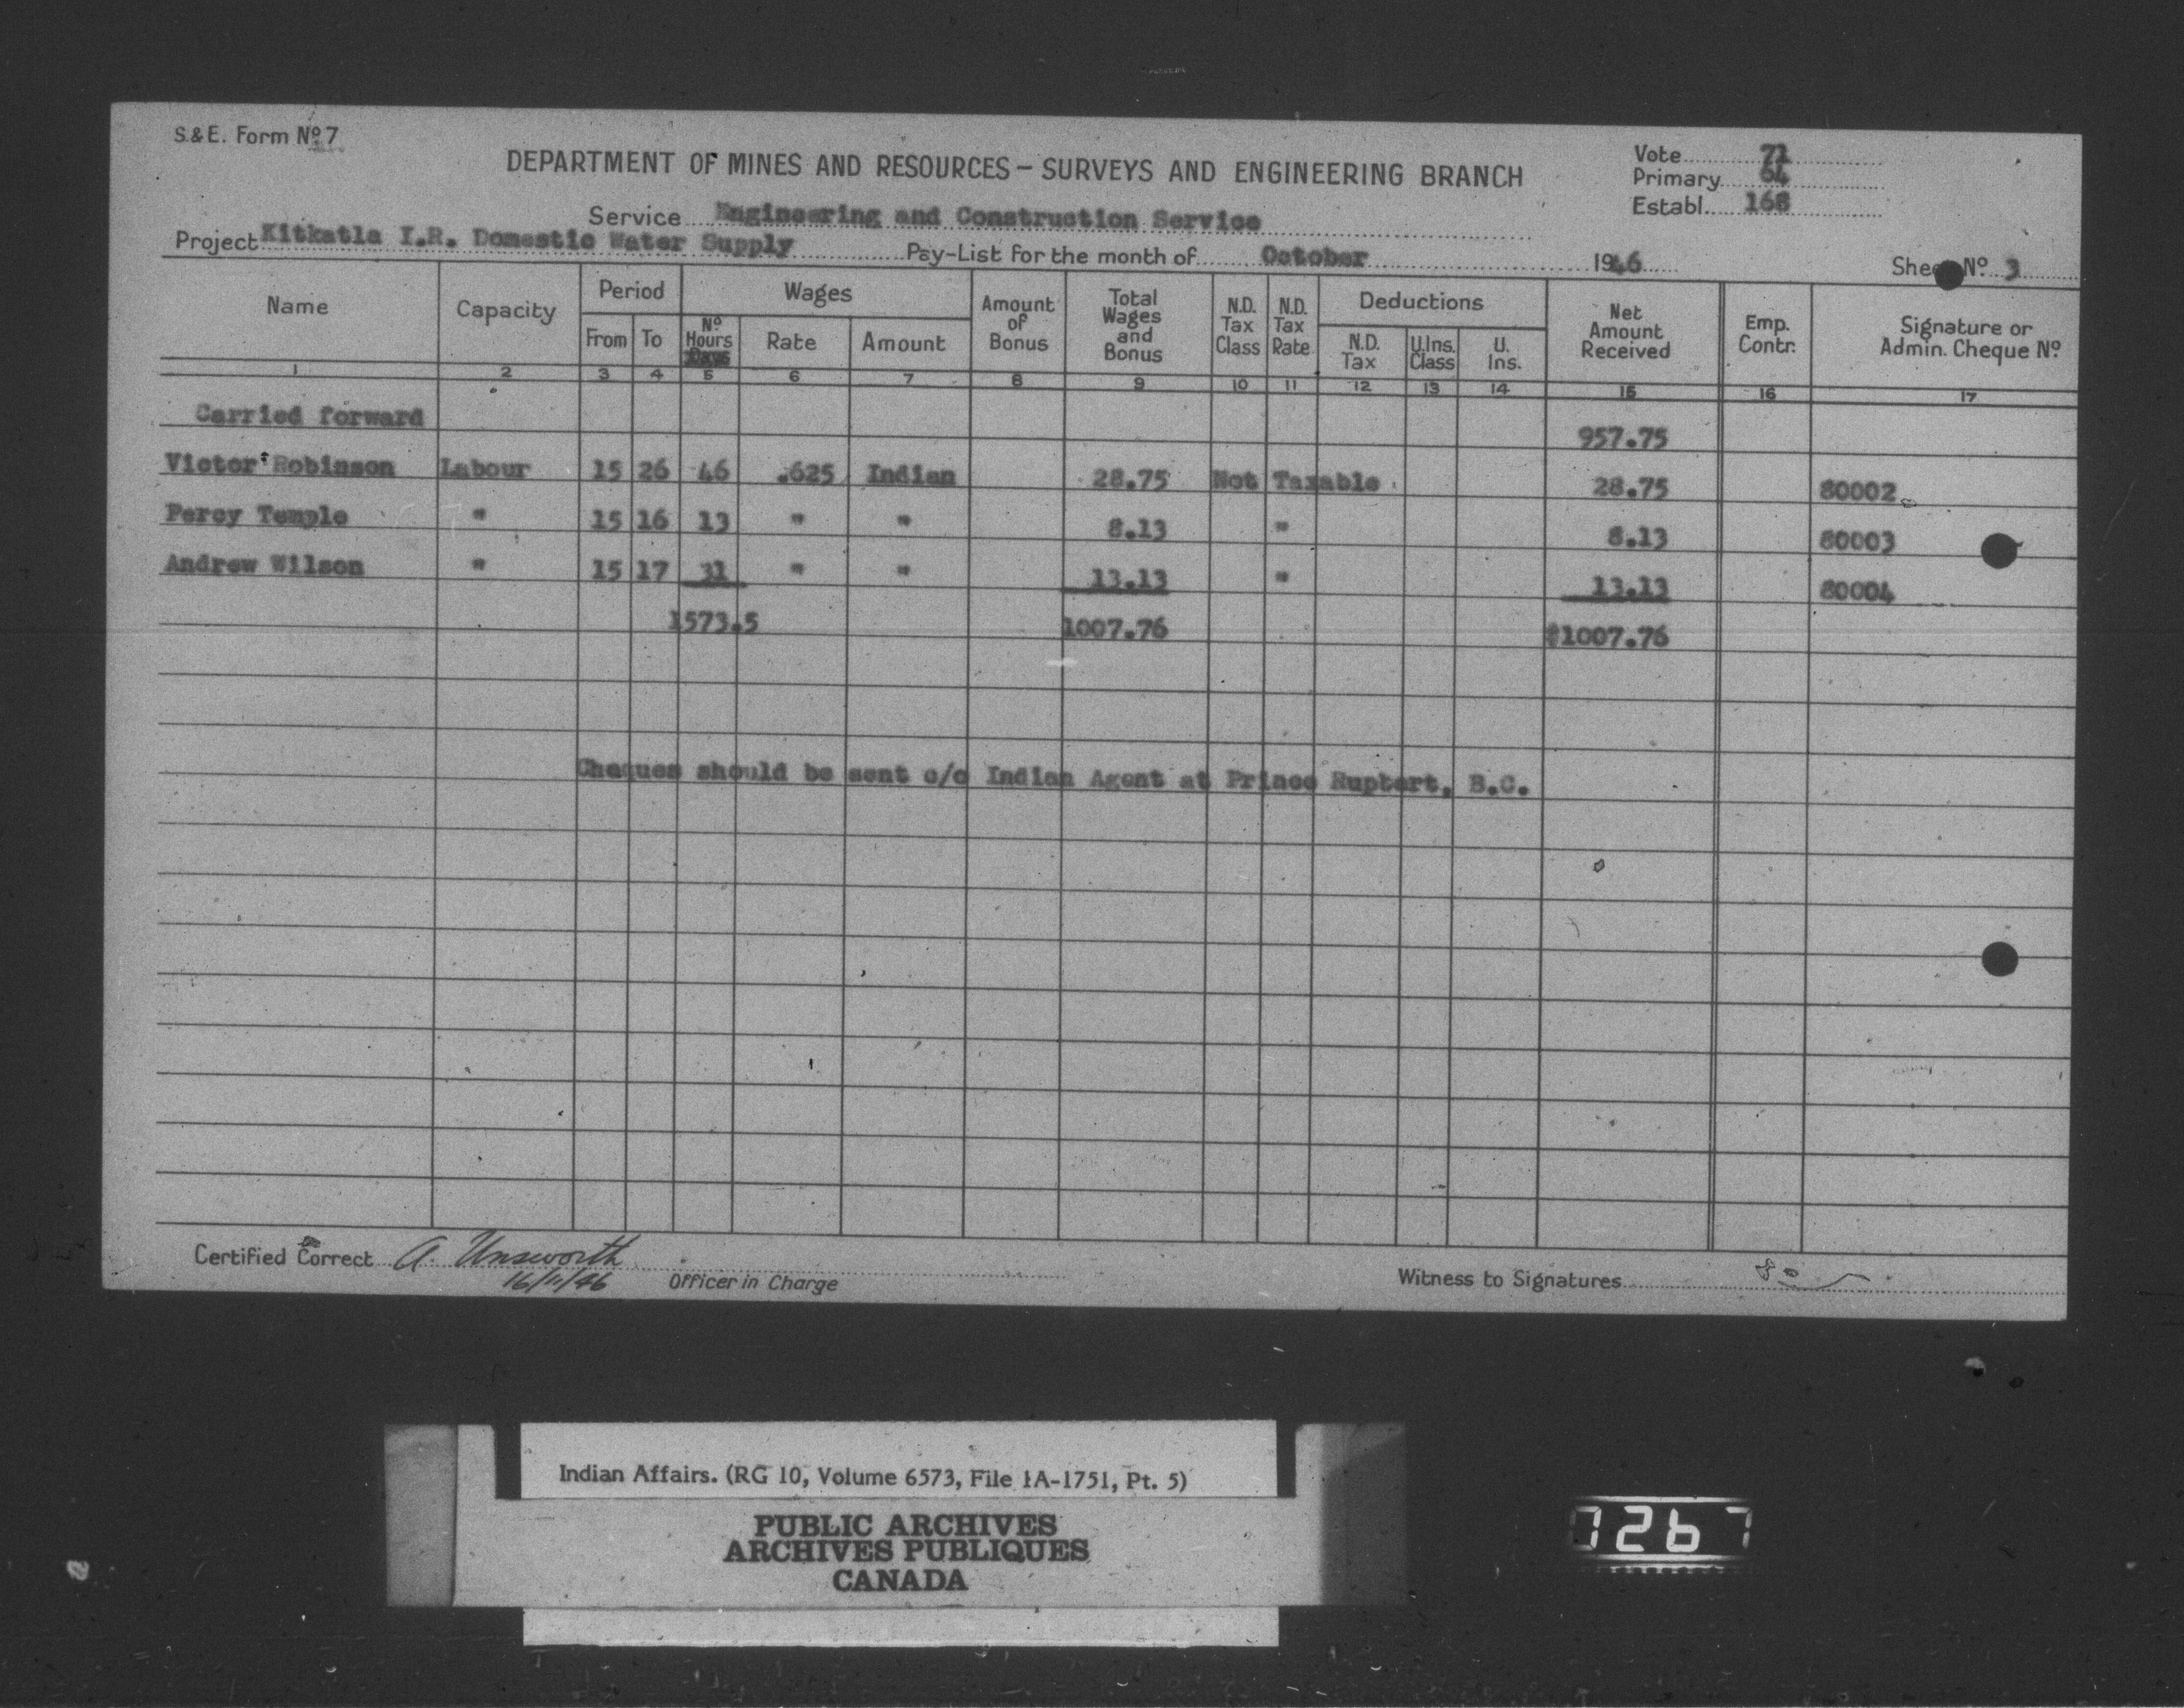 S.&E. Form Nº 7
DEPARTMENT OF MINES AND RESOURCES – SURVEYS AND ENGINEERING BRANCH
Vote 71
Primary 64
Establ. 168
Service Engineering and Construction Service
Project Kitkatla I.R. Domestic Water Supply Pay-List for the month of October 1946 Sheet Nº 3
Name Capacity Period Wages Amount of Bonus Total Wages and Bonus N.D. Tax Class N.D. Tax Rate Deductions Net Amount Received Emp. Contr. Signature or Admin. Cheque Nº
From To Nº Hours Days Rate Amount N.D. Tax U.Ins. Class U. Ins.
1 2 3 4 5 6 7 8 9 10 11 12 13 14 15 16 17
Carried forward 957.75
Victor Robinson Labour 15 26 46 .625 Indian 28.75 Not Taxable 28.75 80002
Percy Temple " 15 16 13 " " 8.13 " 8.13 80003
Andrew Wilson " 15 17 31 " " 13.13 " 13.13 80004
1573.5 1007.76 $1007.76
Cheques should be sent c/o Indian Agent at Prince Ruptert, B.C.
Certified Correct A. Unsworth
16/11/46 Officer in Charge
Witness to Signatures
Indian Affairs. (RG 10, Volume 6573, File 1A-1751, Pt. 5)
PUBLIC ARCHIVES
ARCHIVES PUBLIQUES
CANADA
7267